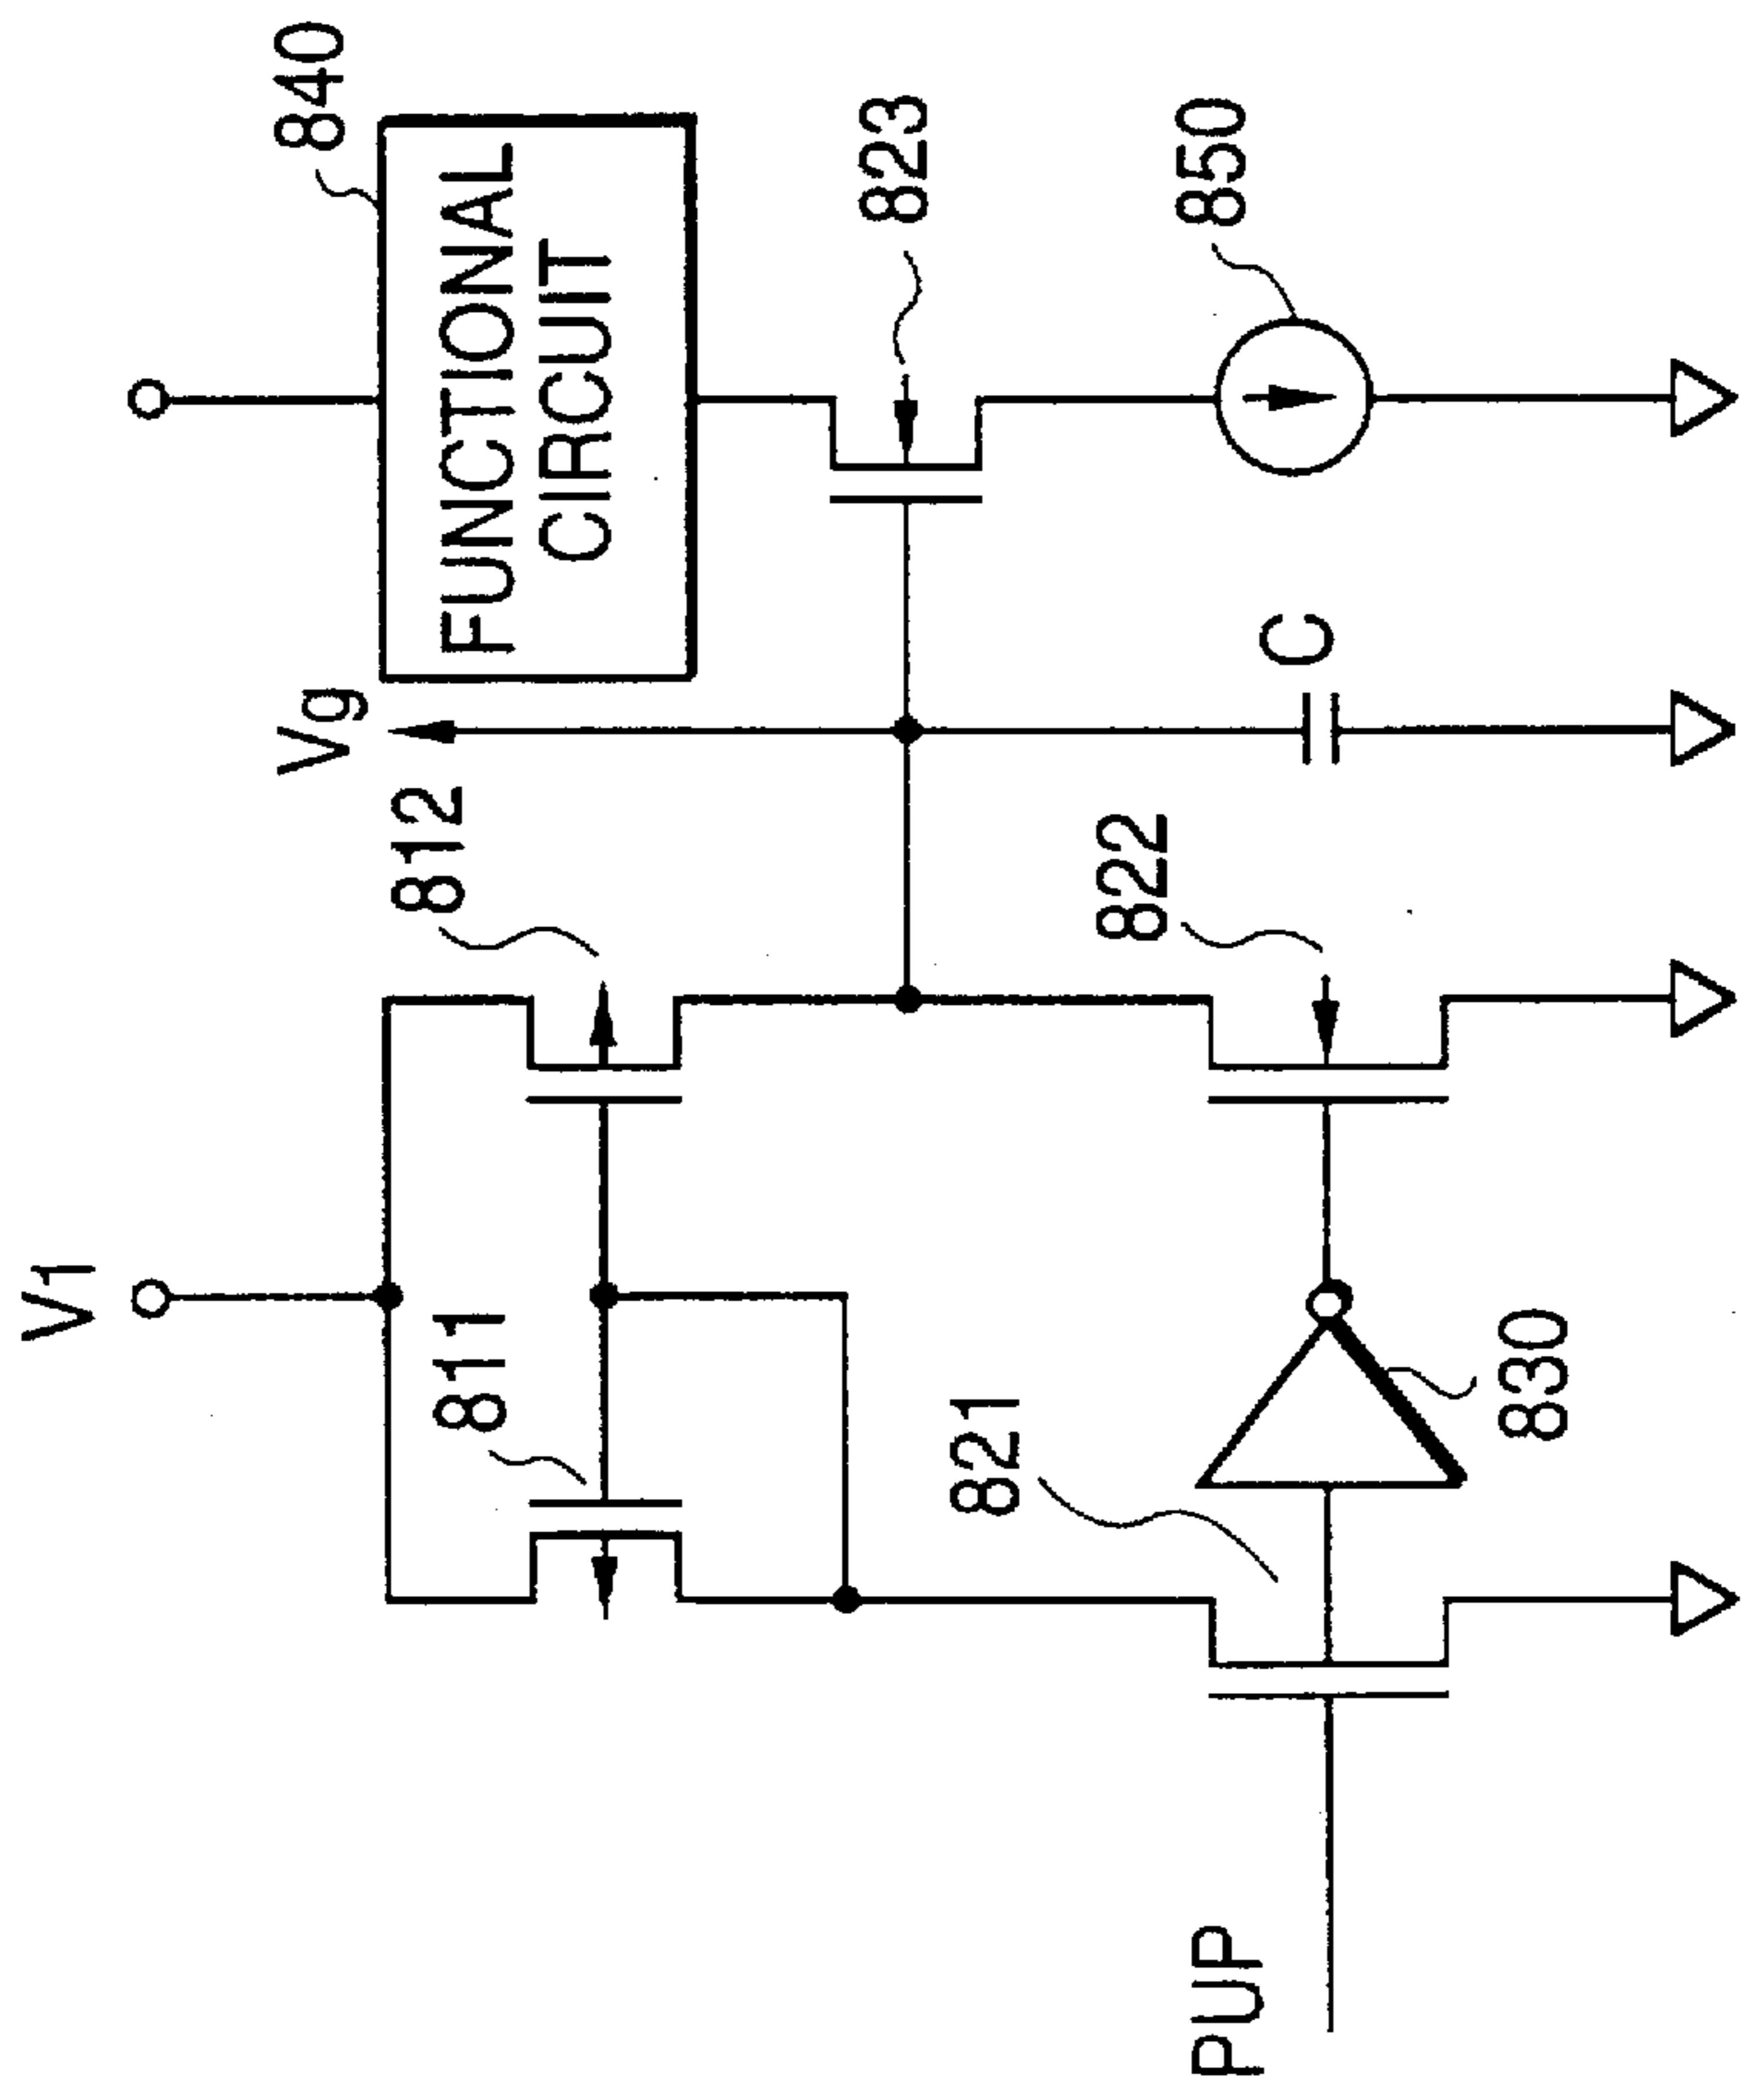 V1
Vg
840
811
812
FUNCTIONAL
CIRCUIT
823
821
822
C
850
PUP
830